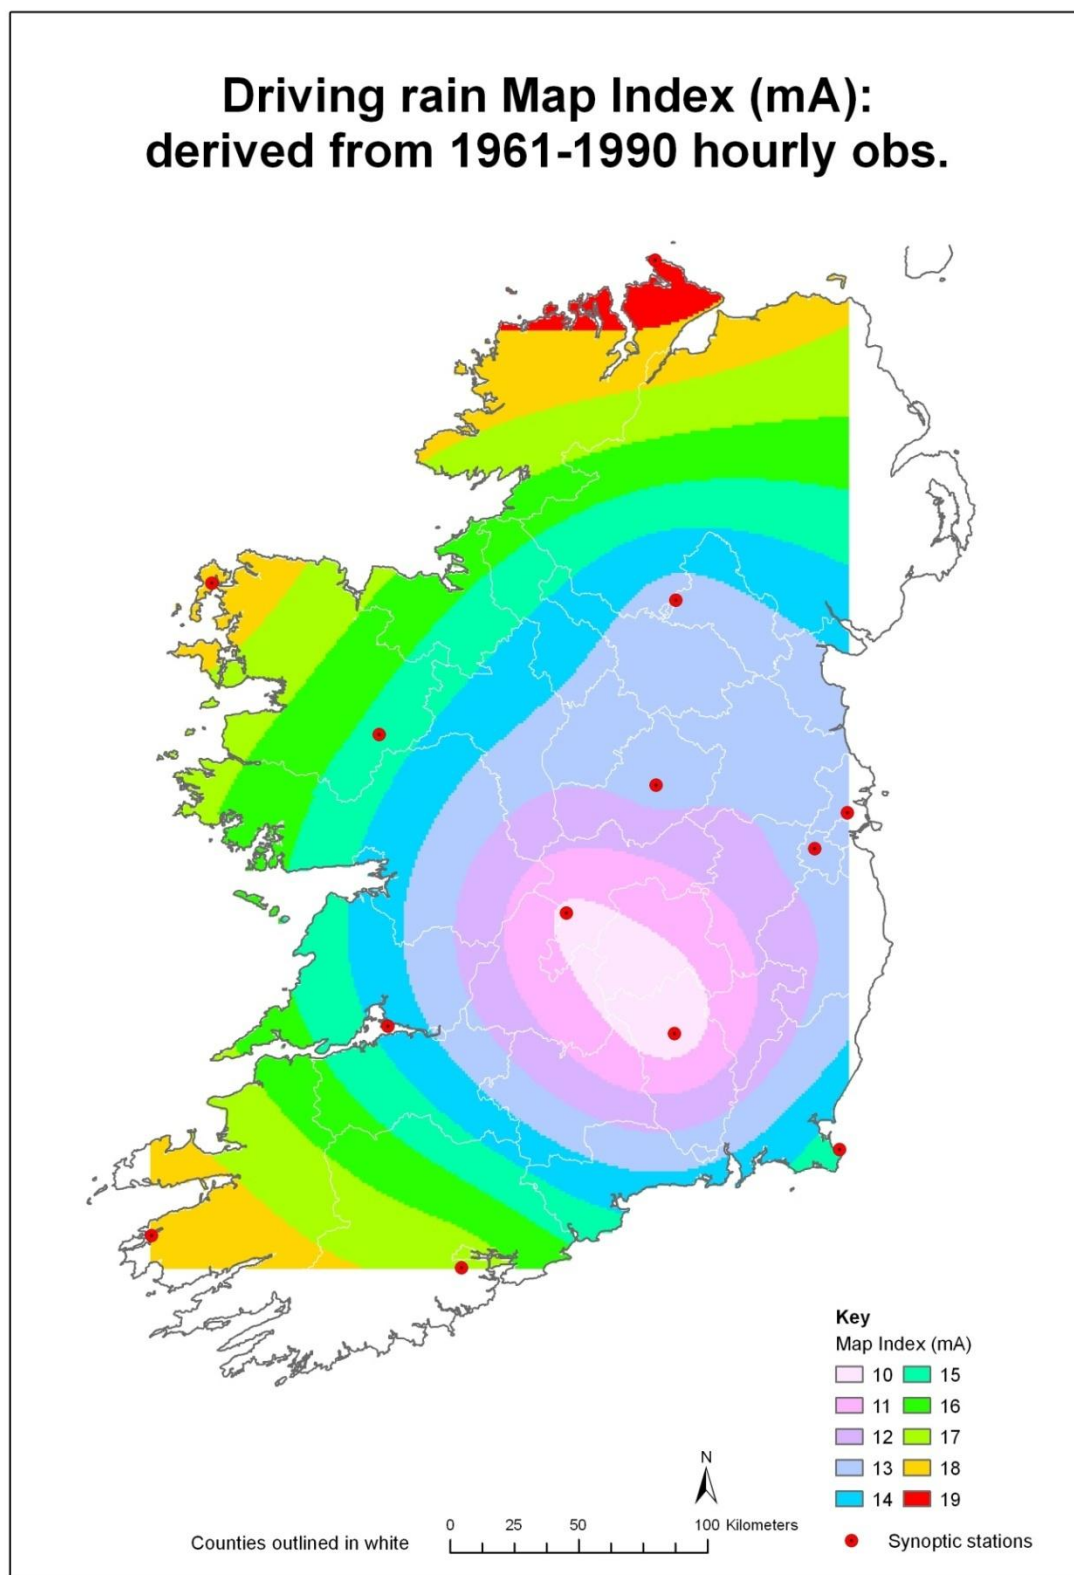 Driving rain Map Index (mA):
derived from 1961-1990 hourly obs.
Key
Map Index (mA)
10 15
11 16
12 17
13 18
14 19
Synoptic stations
N
0 25 50 100 Kilometers
Counties outlined in white